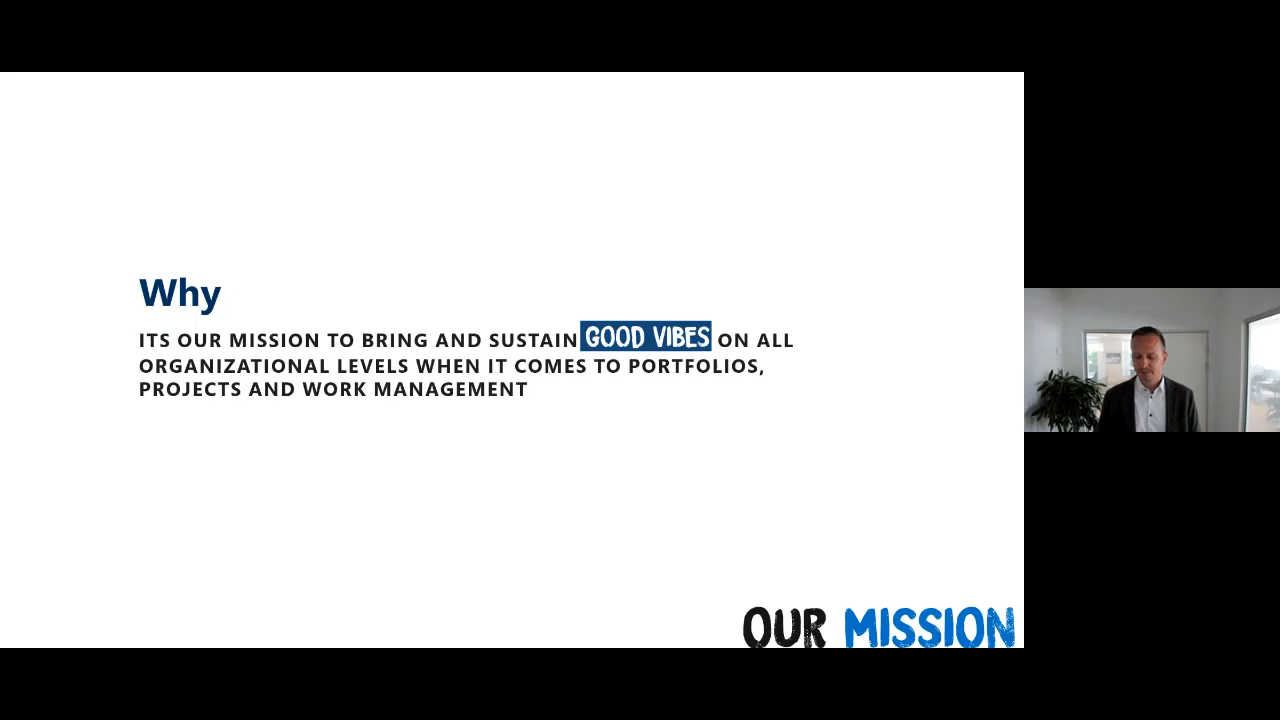 Why
ITS OUR MISSION TO BRING AND SUSTAIN GOOD VIBES ON ALL
ORGANIZATIONAL LEVELS WHEN IT COMES TO PORTFOLIOS,
PROJECTS AND WORK MANAGEMENT
OUR MISSION